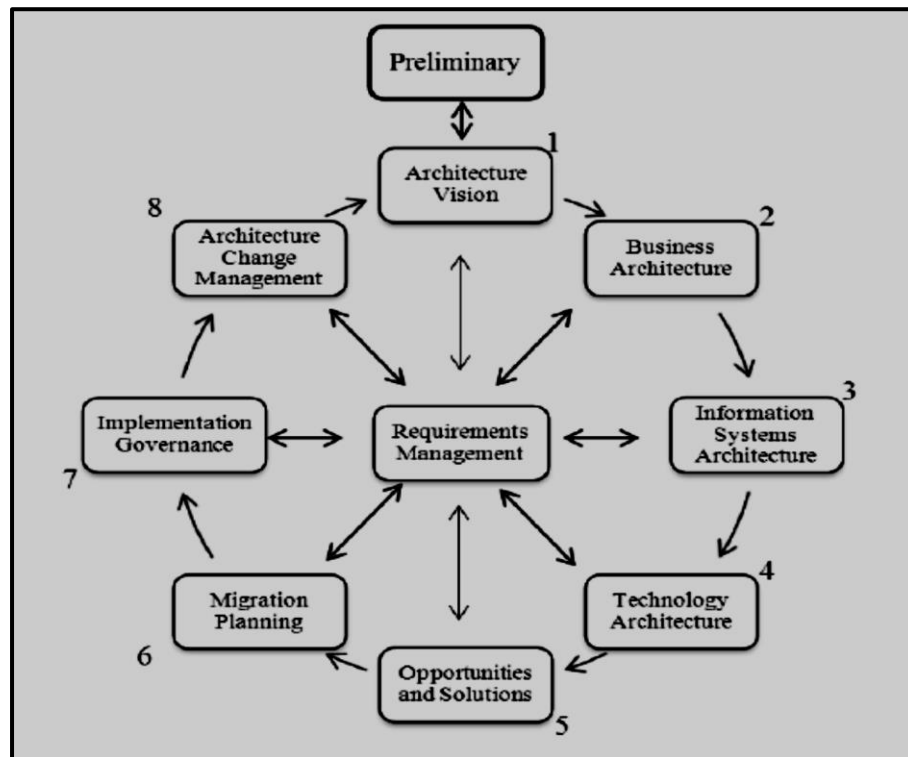 Preliminary
1
Architecture
Vision
2
Business
Architecture
3
Information
Systems
Architecture
4
Technology
Architecture
5
Opportunities
and Solutions
6
Migration
Planning
7
Implementation
Governance
8
Architecture
Change
Management
Requirements
Management